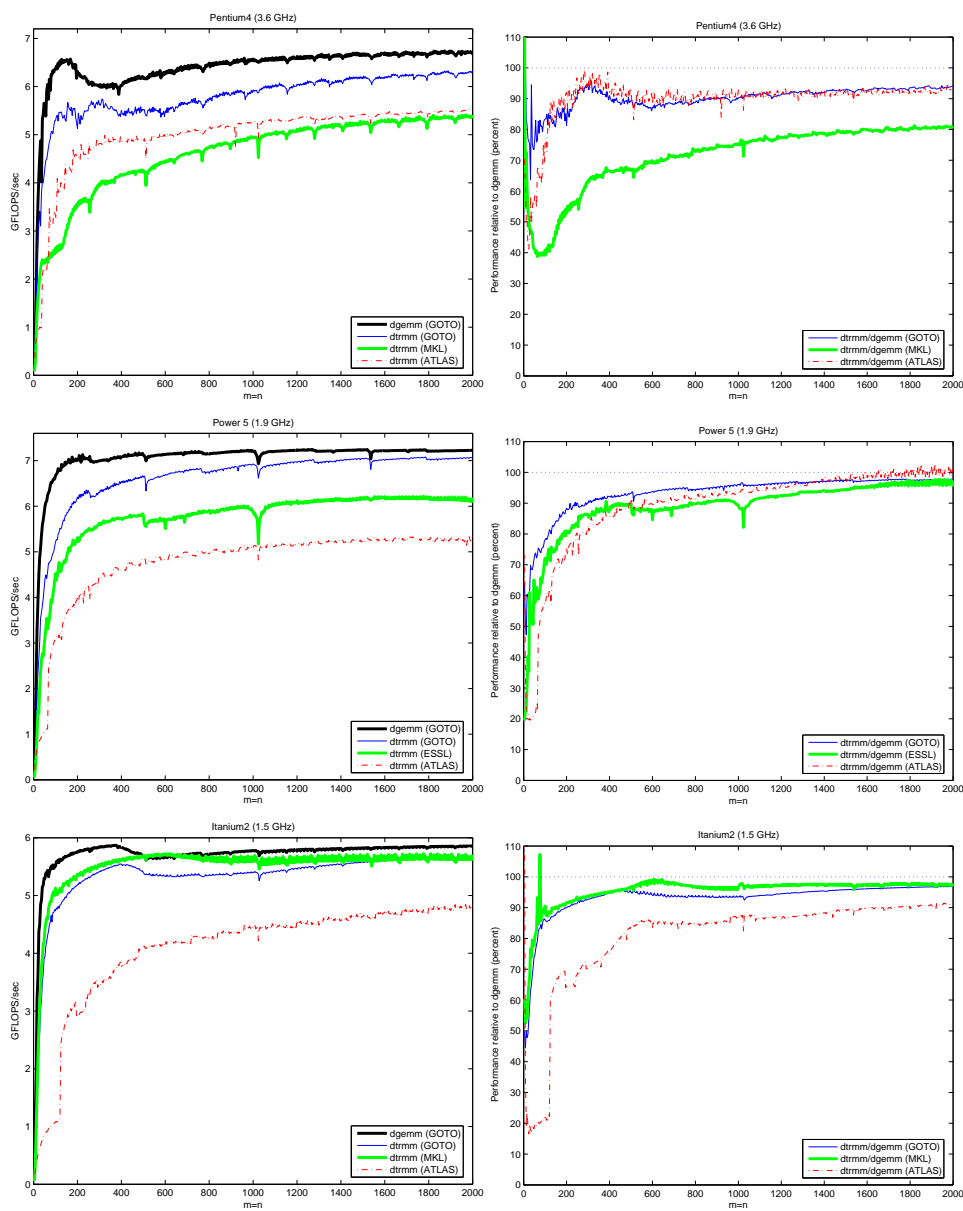 Pentium4 (3.6 GHz)
7
6
5
4
3
2
1
0
GFLOPS/sec
dgemm (GOTO)
dtrmm (GOTO)
dtrmm (MKL)
dtrmm (ATLAS)
0 200 400 600 800 1000 1200 1400 1600 1800 2000
m=n
Pentium4 (3.6 GHz)
110
100
90
80
70
60
50
40
30
20
10
0
Performance relative to dgemm (percent)
dtrmm/dgemm (GOTO)
dtrmm/dgemm (MKL)
dtrmm/dgemm (ATLAS)
0 200 400 600 800 1000 1200 1400 1600 1800 2000
m=n
Power 5 (1.9 GHz)
7
6
5
4
3
2
1
0
GFLOPS/sec
dgemm (GOTO)
dtrmm (GOTO)
dtrmm (ESSL)
dtrmm (ATLAS)
0 200 400 600 800 1000 1200 1400 1600 1800 2000
m=n
Power 5 (1.9 GHz)
110
100
90
80
70
60
50
40
30
20
10
0
Performance relative to dgemm (percent)
dtrmm/dgemm (GOTO)
dtrmm/dgemm (ESSL)
dtrmm/dgemm (ATLAS)
0 200 400 600 800 1000 1200 1400 1600 1800 2000
m=n
Itanium2 (1.5 GHz)
6
5
4
3
2
1
0
GFLOPS/sec
dgemm (GOTO)
dtrmm (GOTO)
dtrmm (MKL)
dtrmm (ATLAS)
0 200 400 600 800 1000 1200 1400 1600 1800 2000
m=n
Itanium2 (1.5 GHz)
110
100
90
80
70
60
50
40
30
20
10
0
Performance relative to dgemm (percent)
dtrmm/dgemm (GOTO)
dtrmm/dgemm (MKL)
dtrmm/dgemm (ATLAS)
0 200 400 600 800 1000 1200 1400 1600 1800 2000
m=n